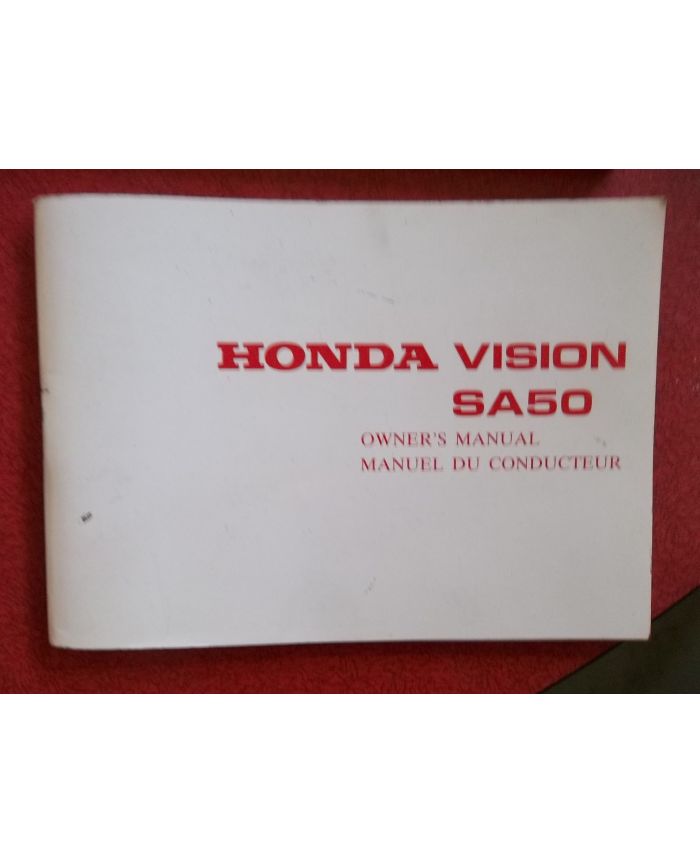 HONDA VISION
SA50
OWNER'S MANUAL
MANUEL DU CONDUCTEUR